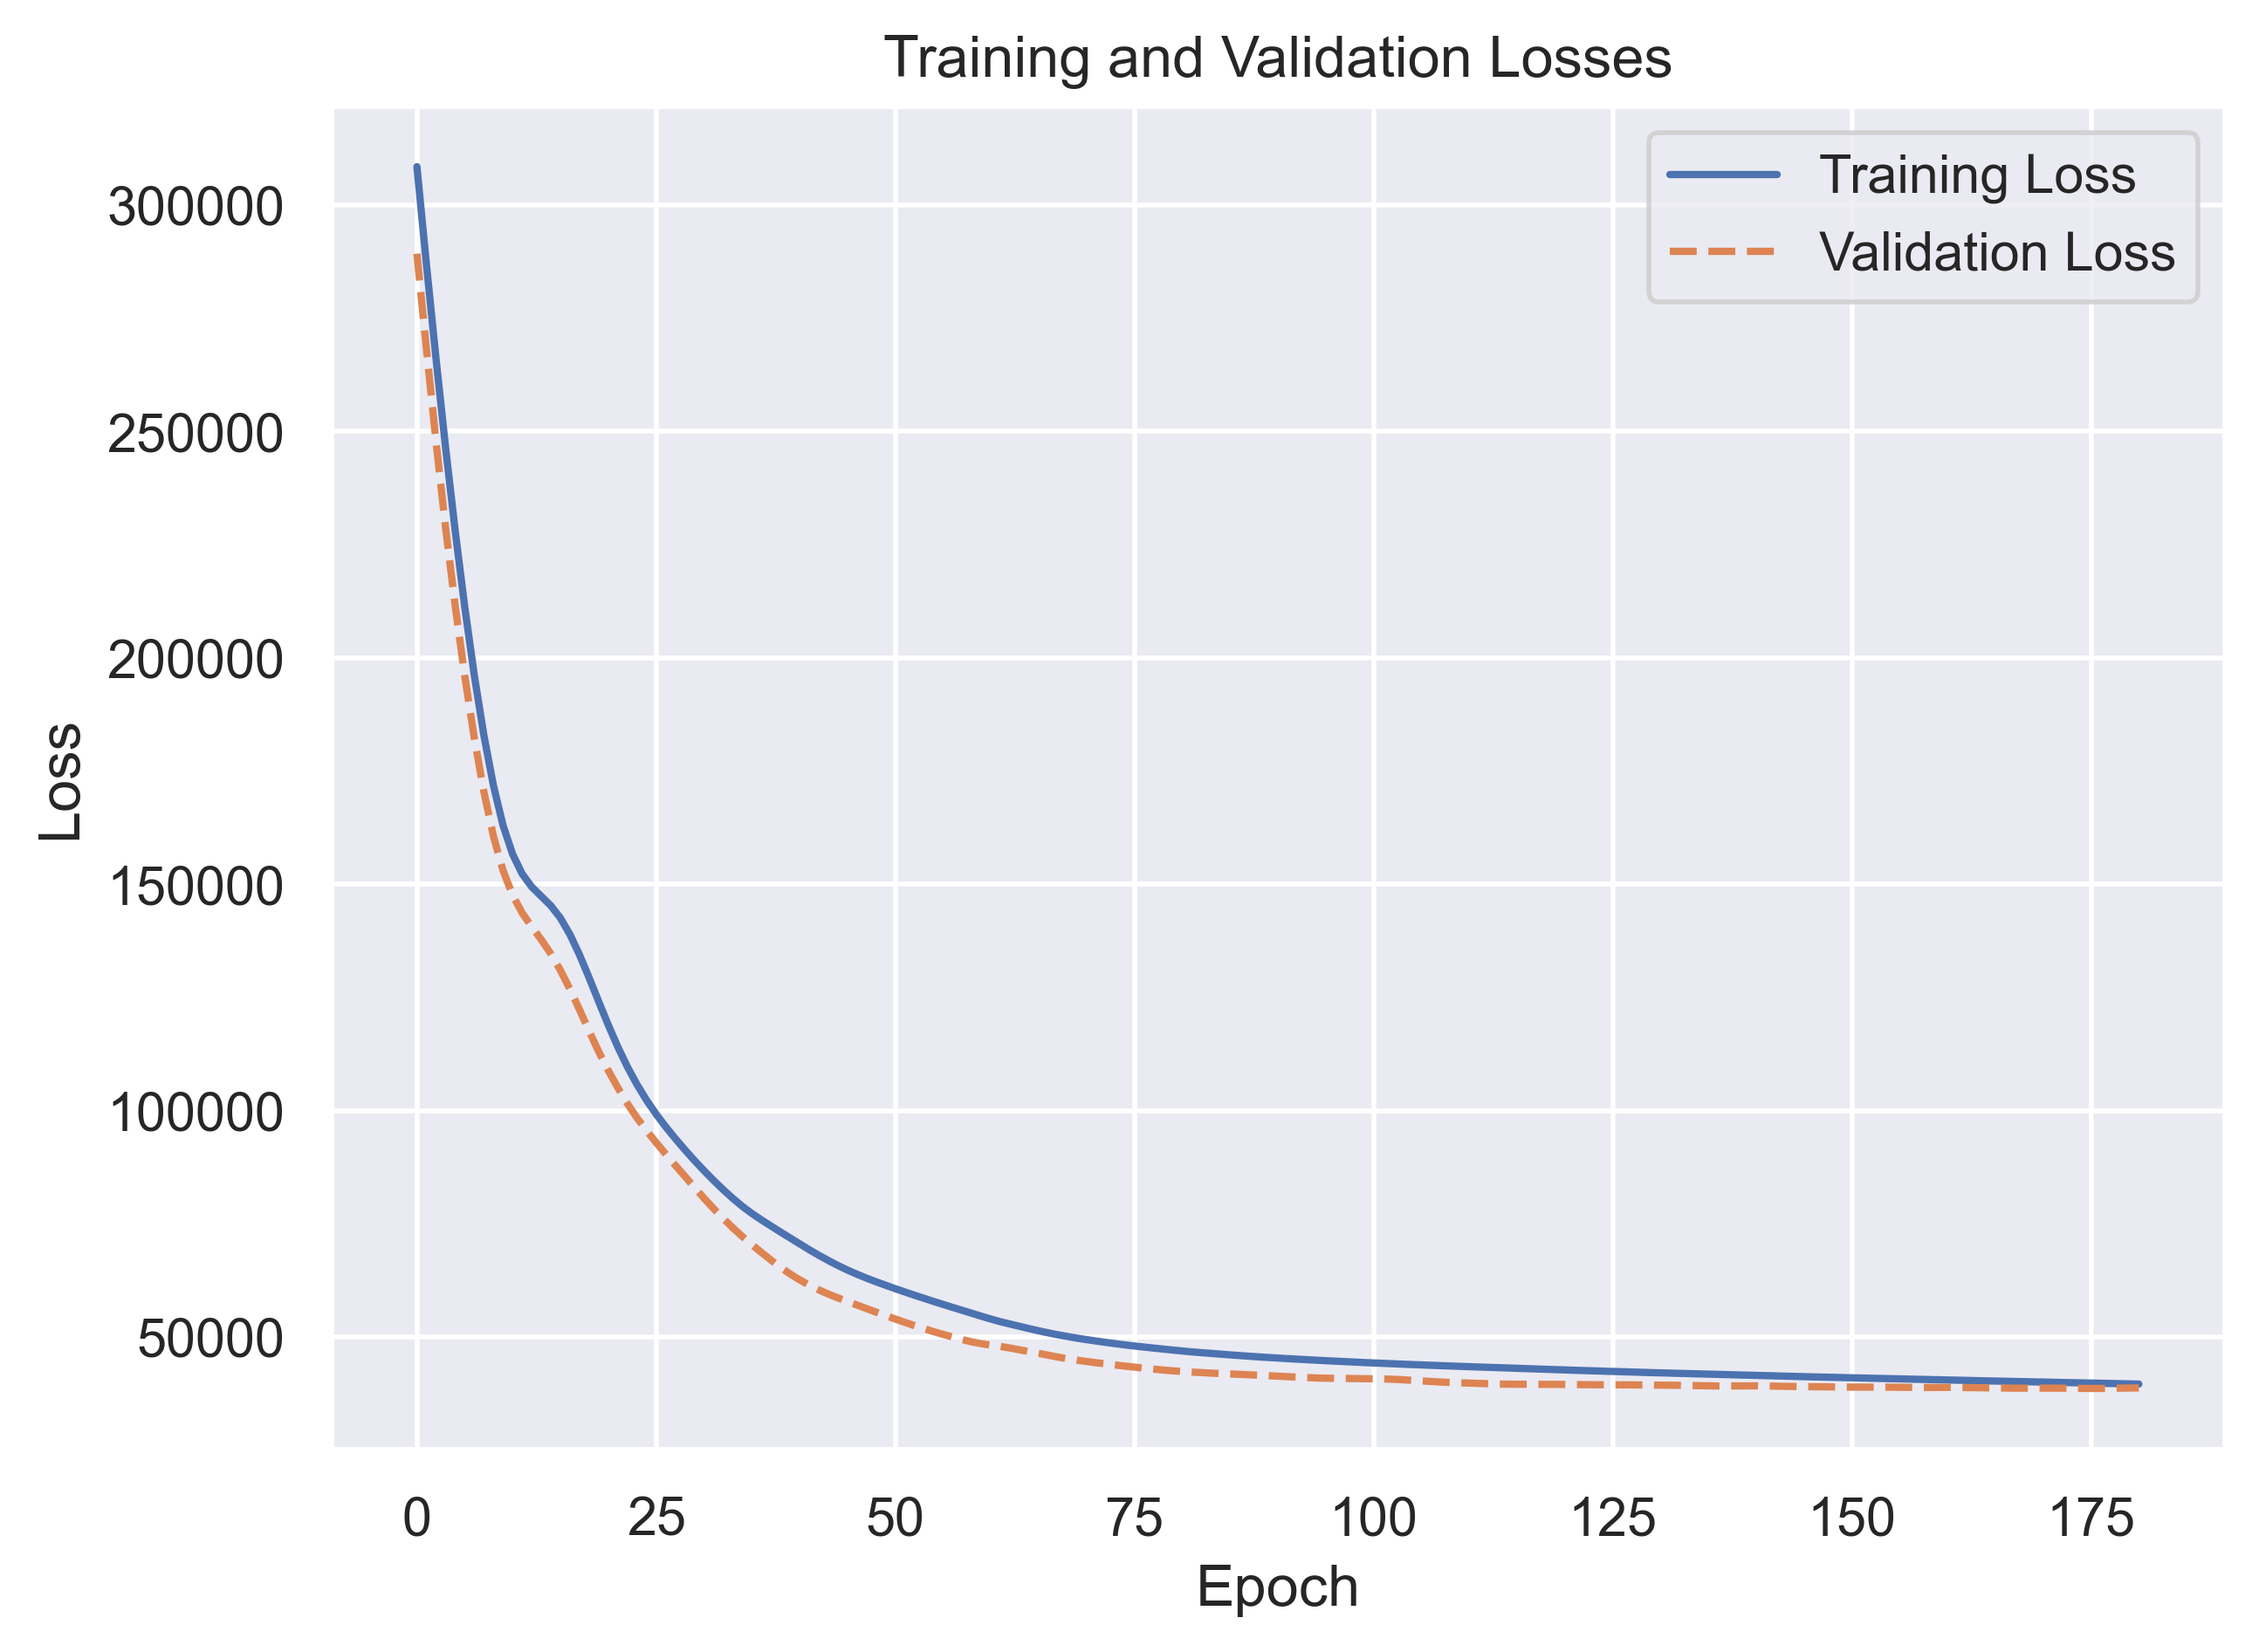 Training and Validation Losses
Training Loss
Validation Loss
300000
250000
200000
150000
100000
50000
Loss
0 25 50 75 100 125 150 175
Epoch